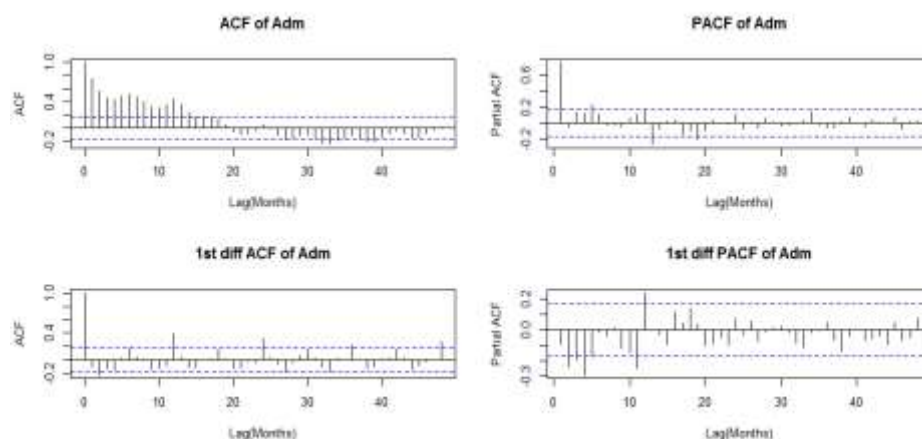 ACF of Adm
ACF
1.0
0.4
-0.2
0 10 20 30 40
Lag(Months)
PACF of Adm
Partial ACF
0.6
0.2
-0.2
0 10 20 30 40
Lag(Months)
1st diff ACF of Adm
ACF
1.0
0.4
-0.2
0 10 20 30 40
Lag(Months)
1st diff PACF of Adm
Partial ACF
0.2
0.0
-0.3
0 10 20 30 40
Lag(Months)